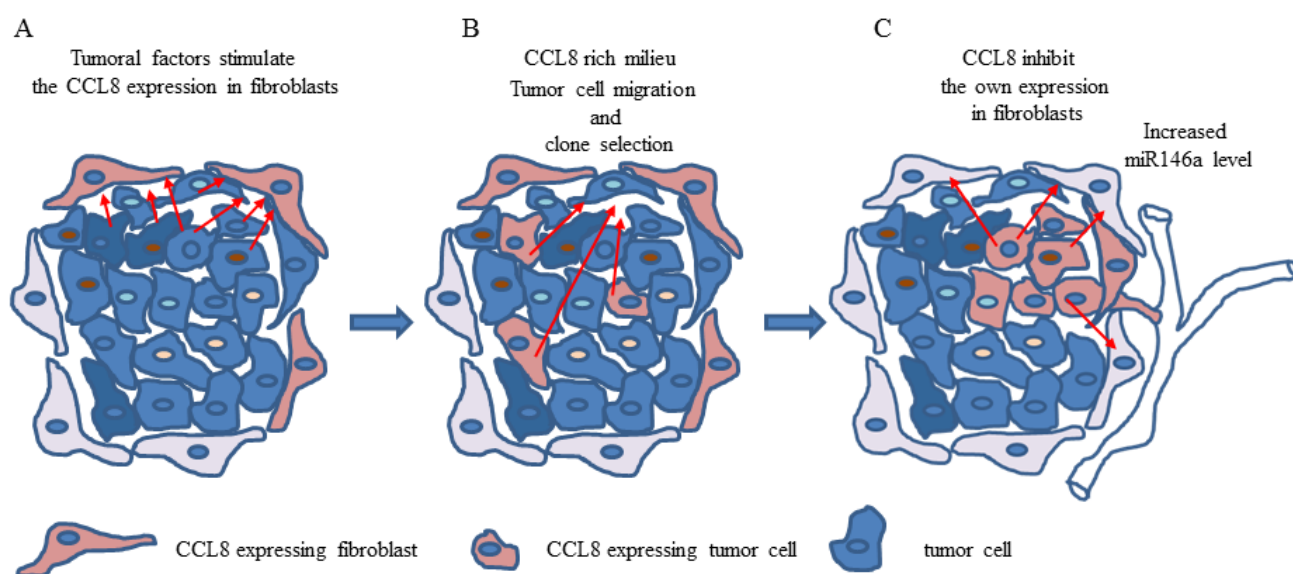 A
Tumoral factors stimulate
the CCL8 expression in fibroblasts
B
CCL8 rich milieu
Tumor cell migration
and
clone selection
C
CCL8 inhibit
the own expression
in fibroblasts
Increased
miR146a level
CCL8 expressing fibroblast
CCL8 expressing tumor cell
tumor cell